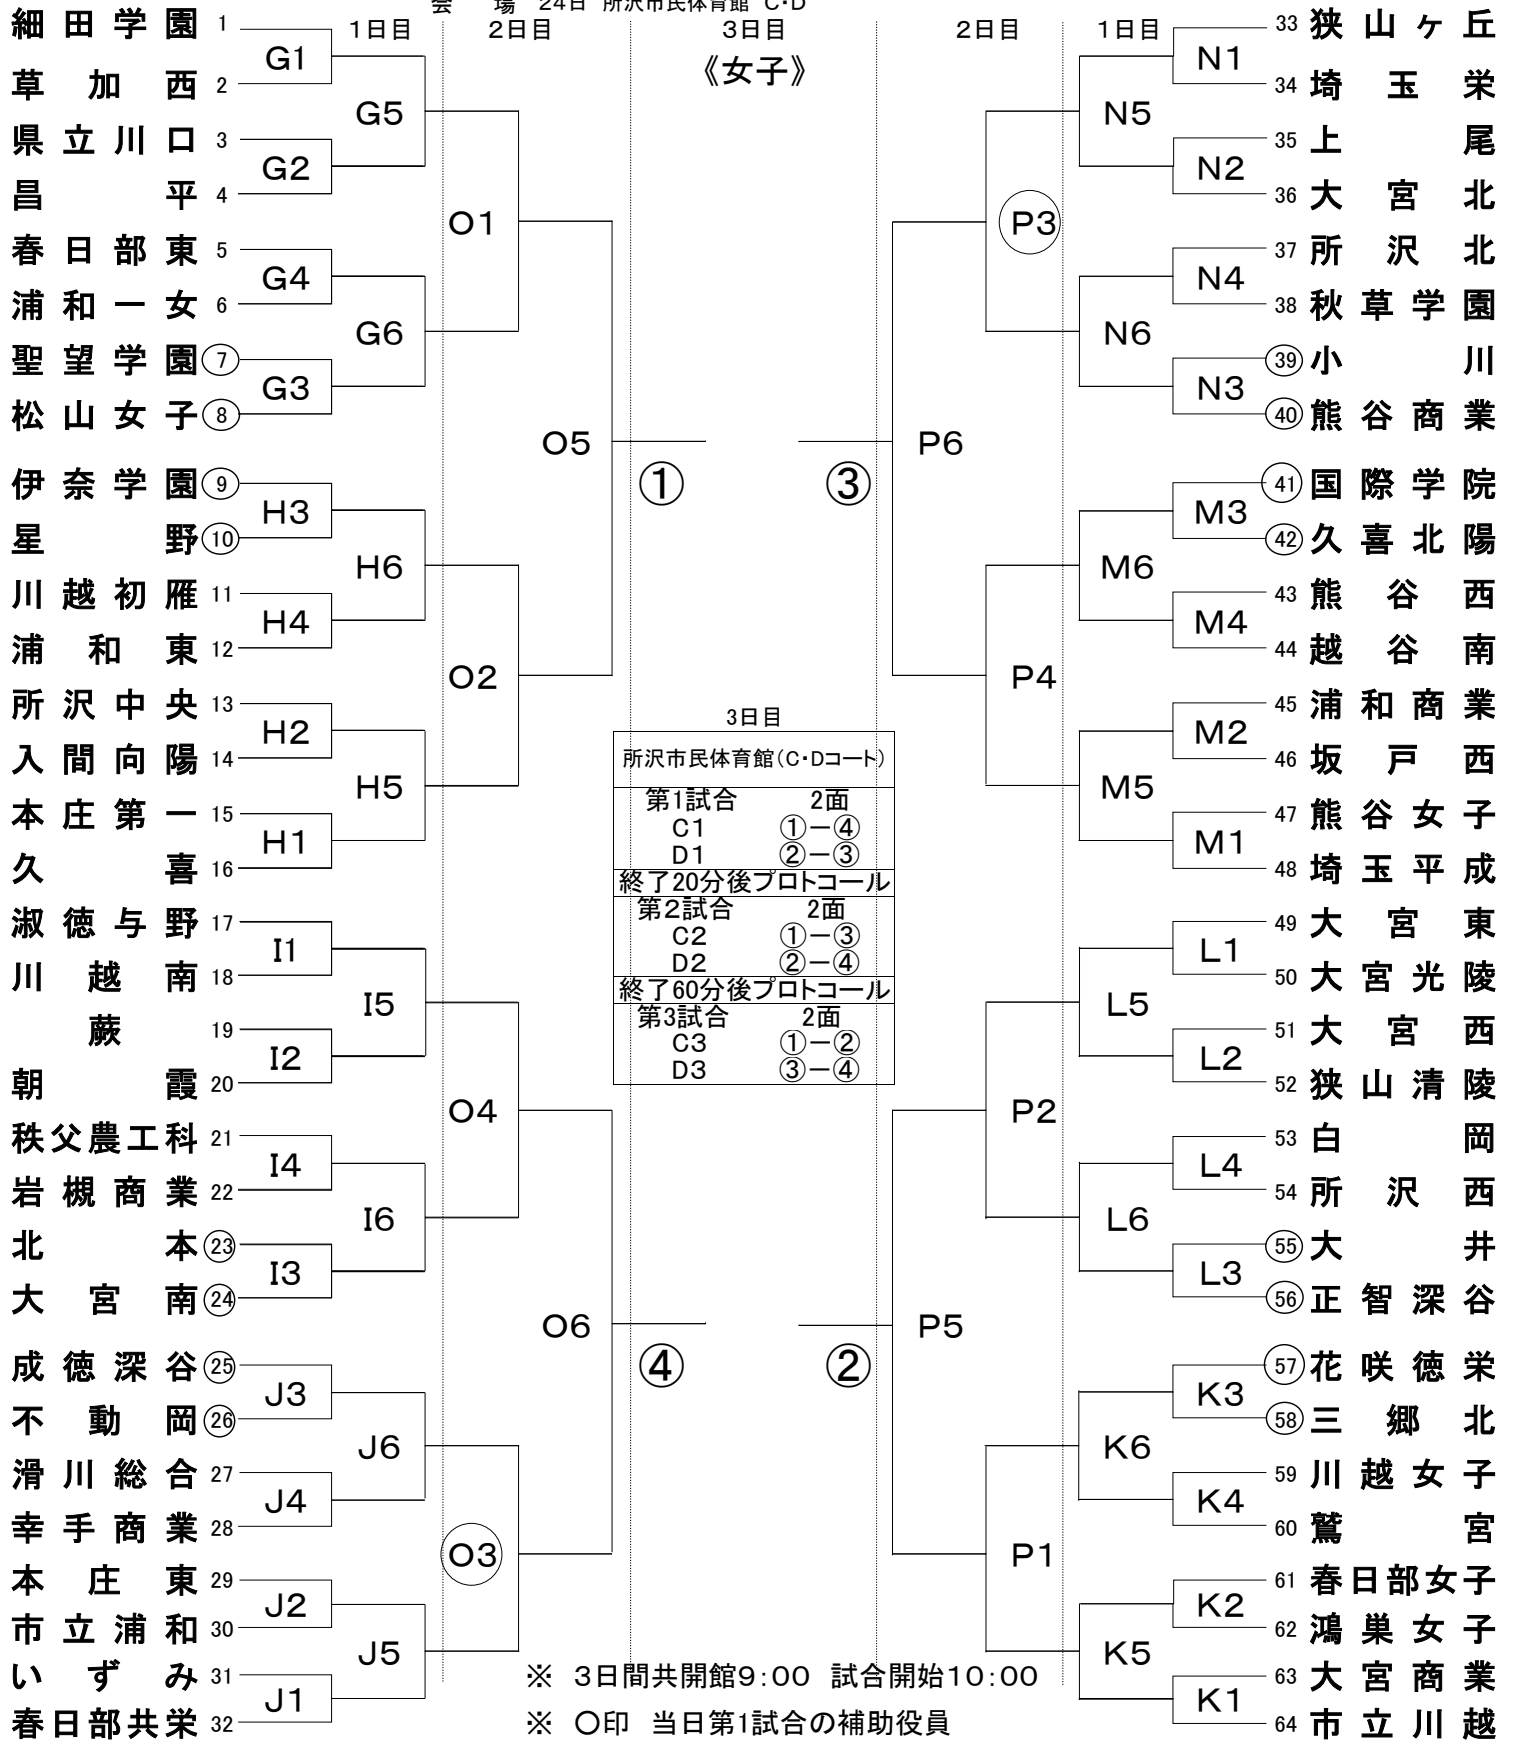 会 場 24日 所沢市民体育館 C・D
1日目 2日目 3日目 2日目 1日目
《女子》
細田学園 1
G1
草加西 2
G5
県立川口 3
G2
昌平 4
O1
春日部東 5
G4
浦和一女 6
G6
聖望学園 ⑦
G3
松山女子 ⑧
O5
①
伊奈学園 ⑨
H3
星野 ⑩
H6
川越初雁 11
H4
浦和東 12
O2
所沢中央 13
H2
入間向陽 14
H5
本庄第一 15
H1
久喜 16
淑徳与野 17
I1
川越南 18
I5
蕨 19
I2
朝霞 20
O4
秩父農工科 21
I4
岩槻商業 22
I6
北本 ㉓
I3
大宮南 ㉔
O6
④
成徳深谷 ㉕
J3
不動岡 ㉖
J6
滑川総合 27
J4
幸手商業 28
O3
本庄東 29
J2
市立浦和 30
J5
いずみ 31
J1
春日部共栄 32
3日目
所沢市民体育館(C・Dコート)
第1試合 2面
C1 ①－④
D1 ②－③
終了20分後プロトコール
第2試合 2面
C2 ①－③
D2 ②－④
終了60分後プロトコール
第3試合 2面
C3 ①－②
D3 ③－④
33 狭山ヶ丘
N1
34 埼玉栄
N5
35 上尾
N2
36 大宮北
P3
37 所沢北
N4
38 秋草学園
N6
㊴ 小川
N3
㊵ 熊谷商業
P6
③
㊶ 国際学院
M3
㊷ 久喜北陽
M6
43 熊谷西
M4
44 越谷南
P4
45 浦和商業
M2
46 坂戸西
M5
47 熊谷女子
M1
48 埼玉平成
49 大宮東
L1
50 大宮光陵
L5
51 大宮西
L2
52 狭山清陵
P2
53 白岡
L4
54 所沢西
L6
55 大井
L3
56 正智深谷
P5
②
57 花咲徳栄
K3
58 三郷北
K6
59 川越女子
K4
60 鷲宮
P1
61 春日部女子
K2
62 鴻巣女子
K5
63 大宮商業
K1
64 市立川越
※ 3日間共開館9:00 試合開始10:00
※ ○印 当日第1試合の補助役員